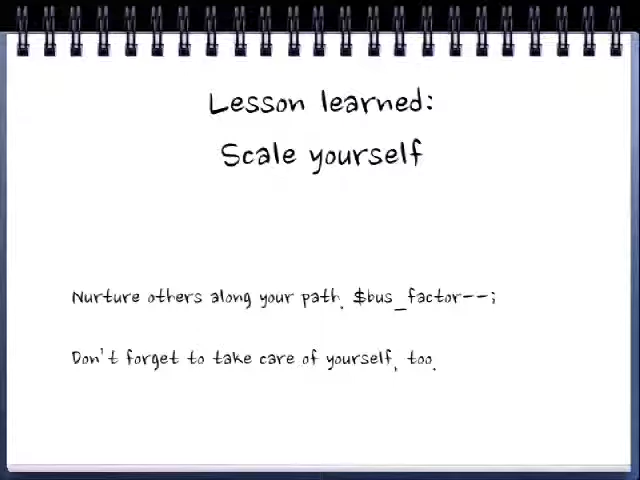 Lesson learned:
Scale yourself
Nurture others along your path. $bus_factor--;
Don't forget to take care of yourself, too.